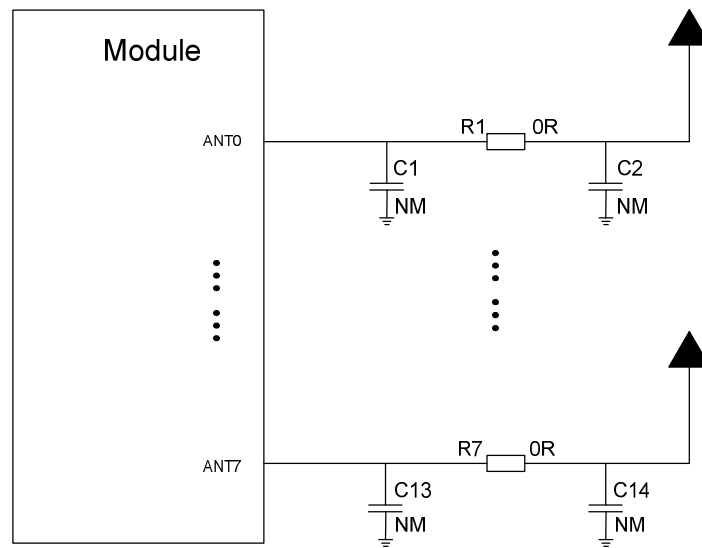 Module
R1 0R
ANT0
C1 C2
NM NM
R7 0R
ANT7
C13 C14
NM NM